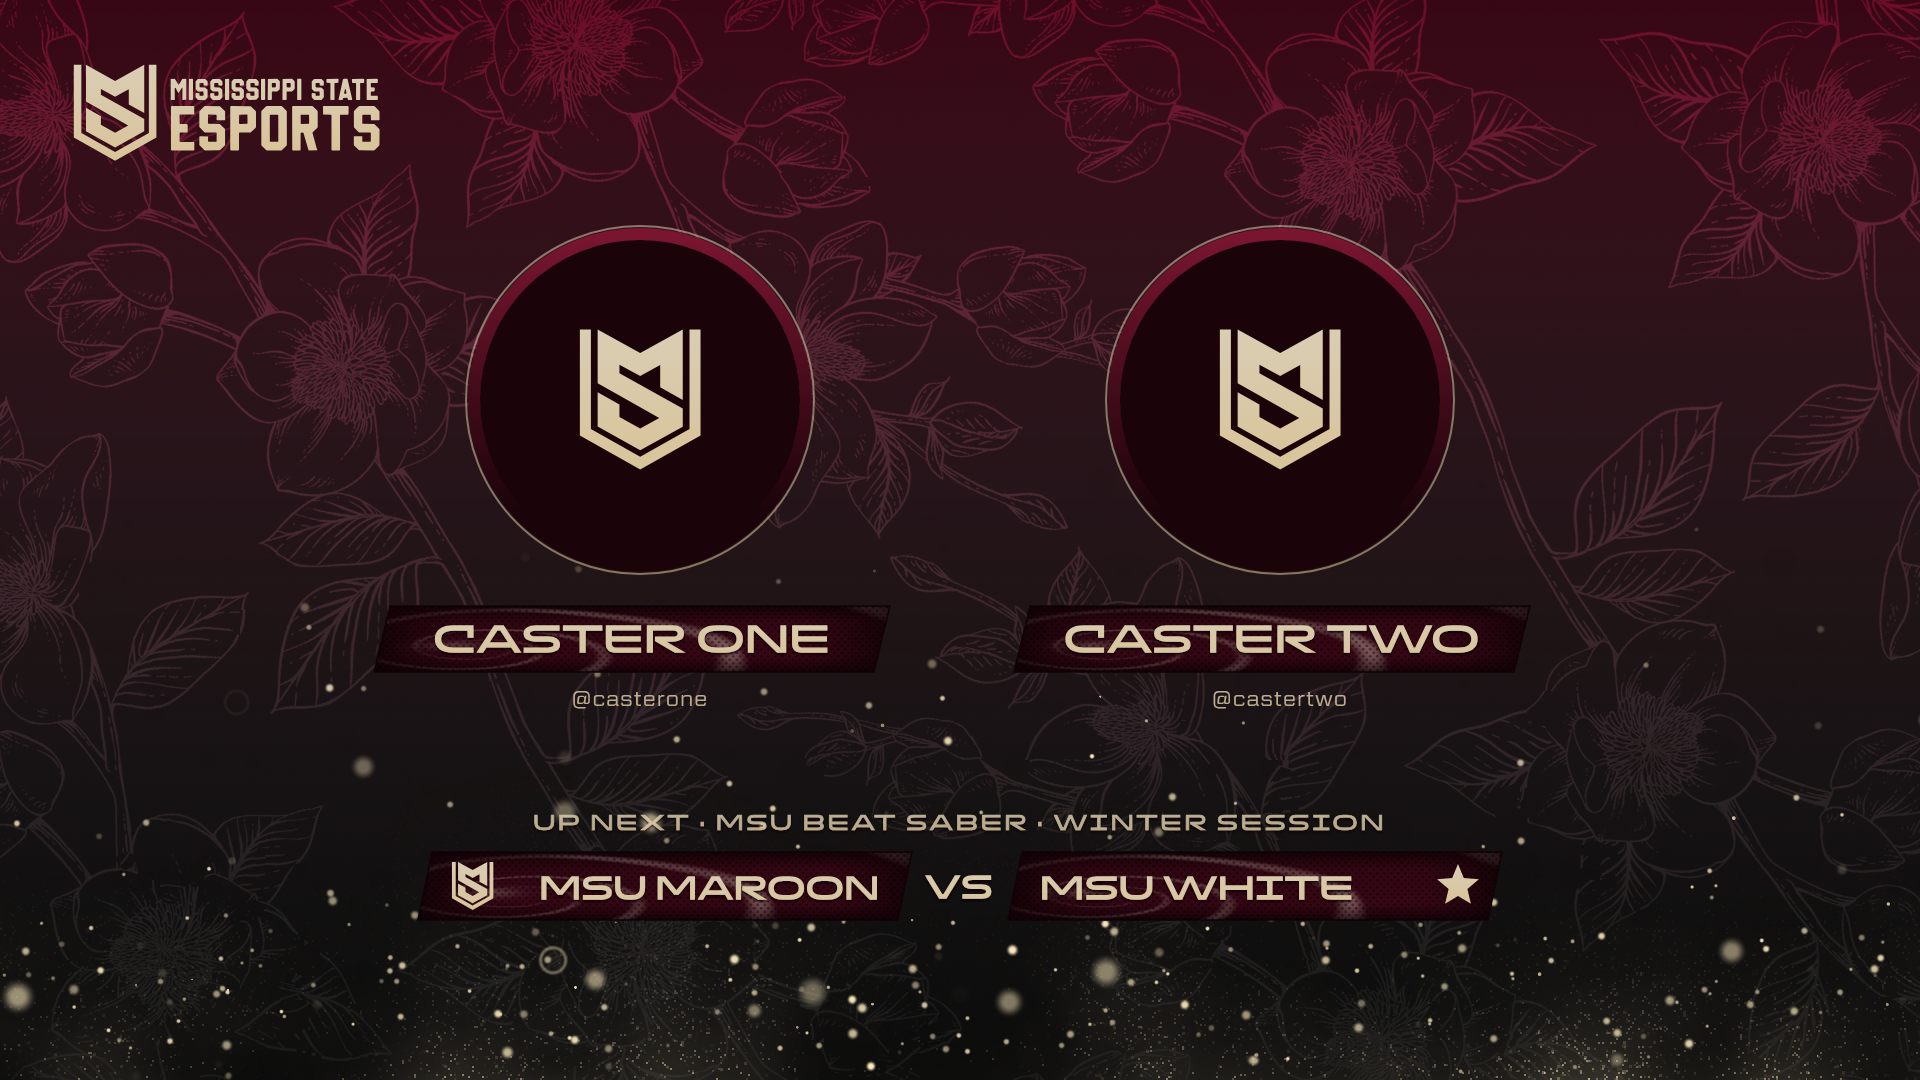 MISSISSIPPI STATE
ESPORTS
CASTER ONE
CASTER TWO
@casterone
@castertwo
UP NEXT · MSU BEAT SABER · WINTER SESSION
MSU MAROON VS MSU WHITE